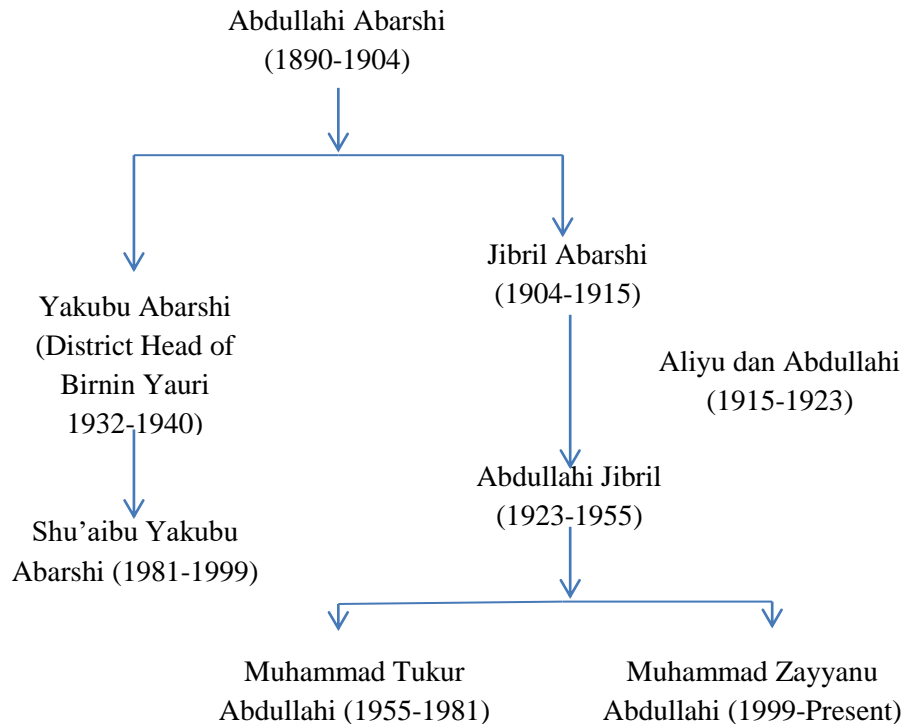 Abdullahi Abarshi
(1890-1904)
Jibril Abarshi
(1904-1915)
Yakubu Abarshi
(District Head of
Birnin Yauri
1932-1940)
Aliyu dan Abdullahi
(1915-1923)
Abdullahi Jibril
(1923-1955)
Shu’aibu Yakubu
Abarshi (1981-1999)
Muhammad Tukur
Abdullahi (1955-1981)
Muhammad Zayyanu
Abdullahi (1999-Present)